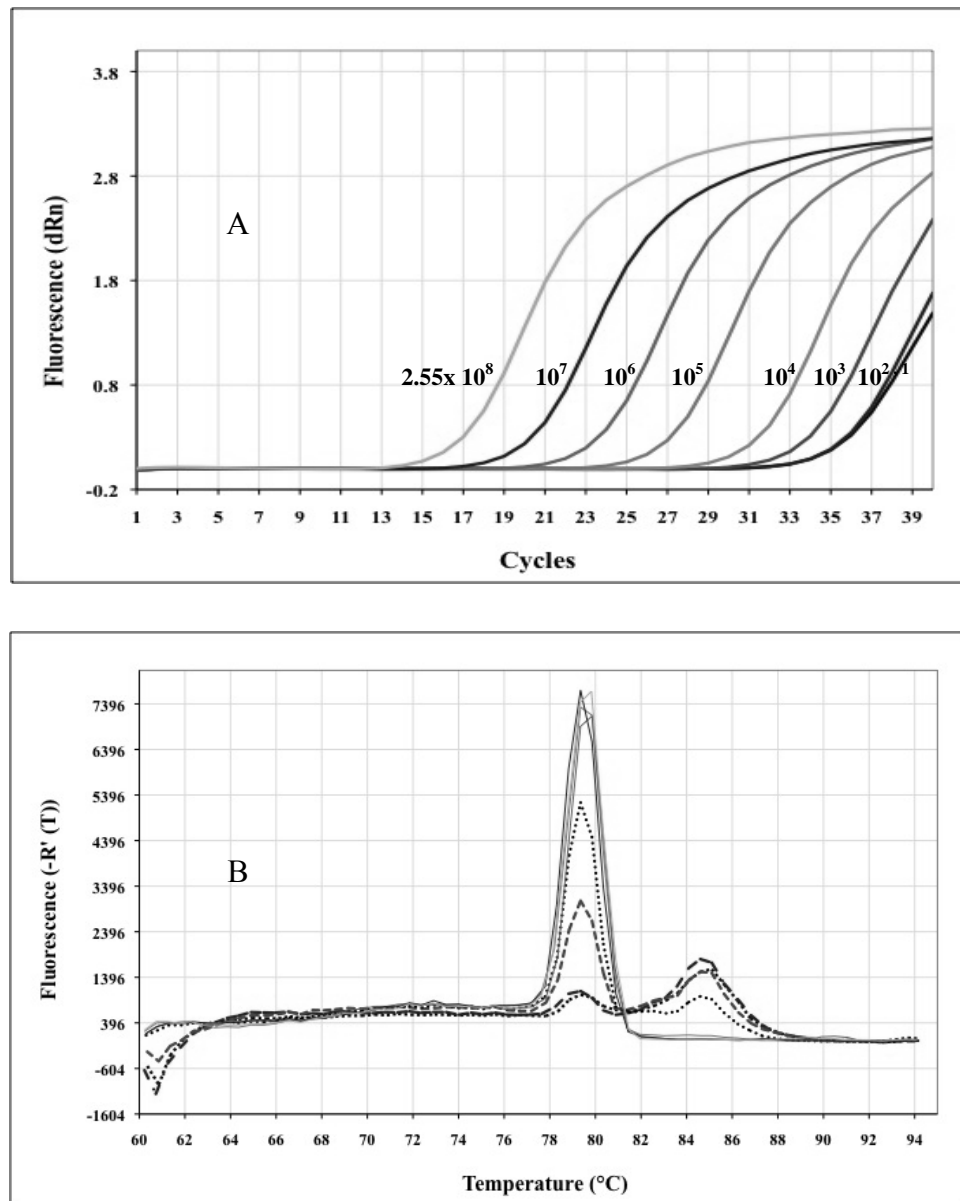 3.8
2.8
1.8
0.8
-0.2
Fluorescence (dRn)
A
2.55x 10⁸ 10⁷ 10⁶ 10⁵ 10⁴ 10³ 10²
1 3 5 7 9 11 13 15 17 19 21 23 25 27 29 31 33 35 37 39
Cycles
7396
6396
5396
4396
3396
2396
1396
396
-604
-1604
Fluorescence (-R' (T))
B
60 62 64 66 68 70 72 74 76 78 80 82 84 86 88 90 92 94
Temperature (°C)